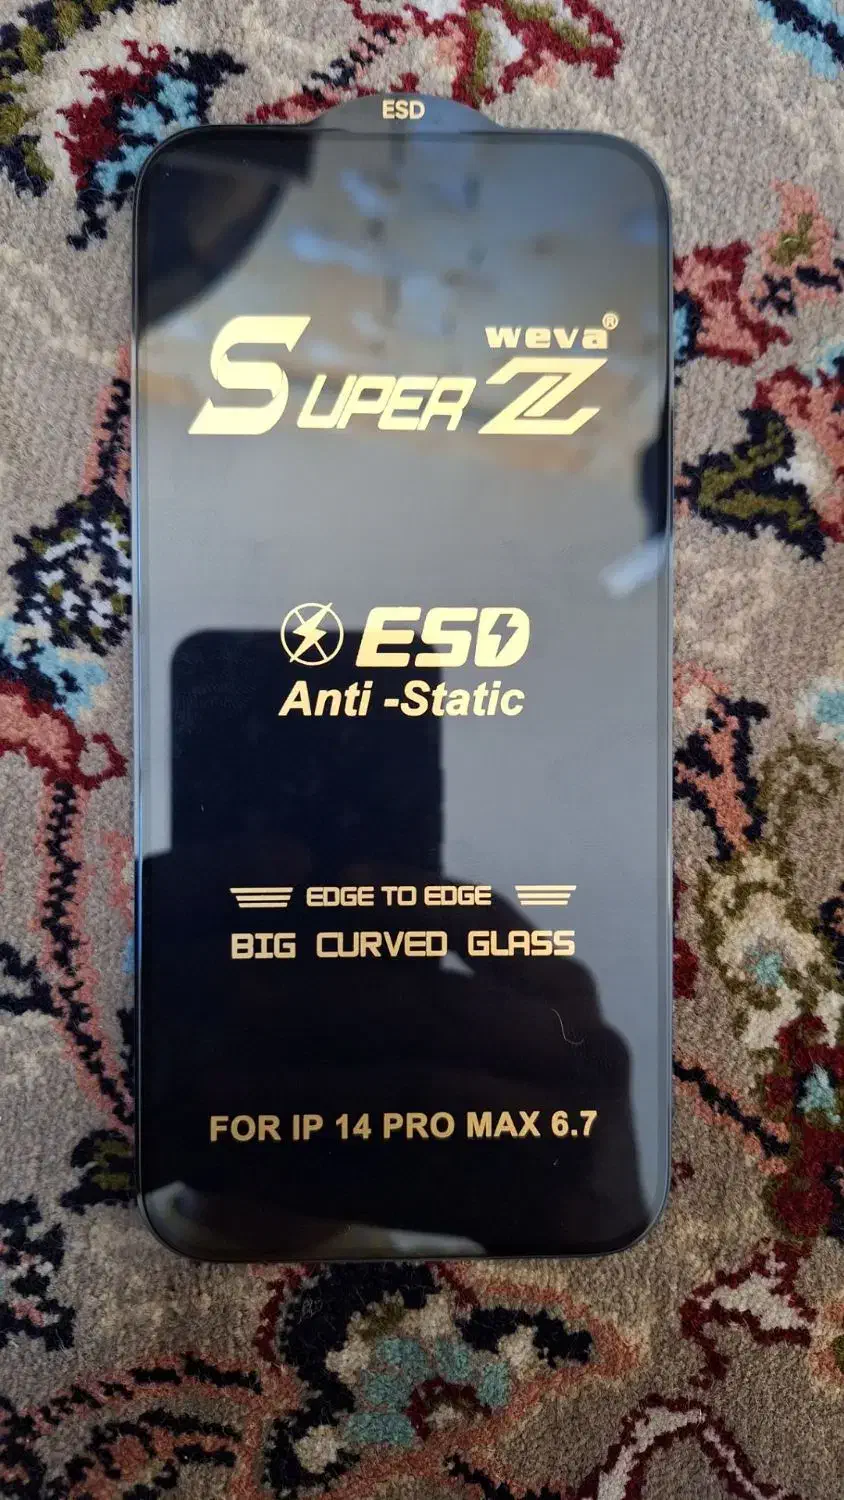 ESD
weva®
SUPER Z
ESD
Anti -Static
EDGE TO EDGE
BIG CURVED GLASS
FOR IP 14 PRO MAX 6.7